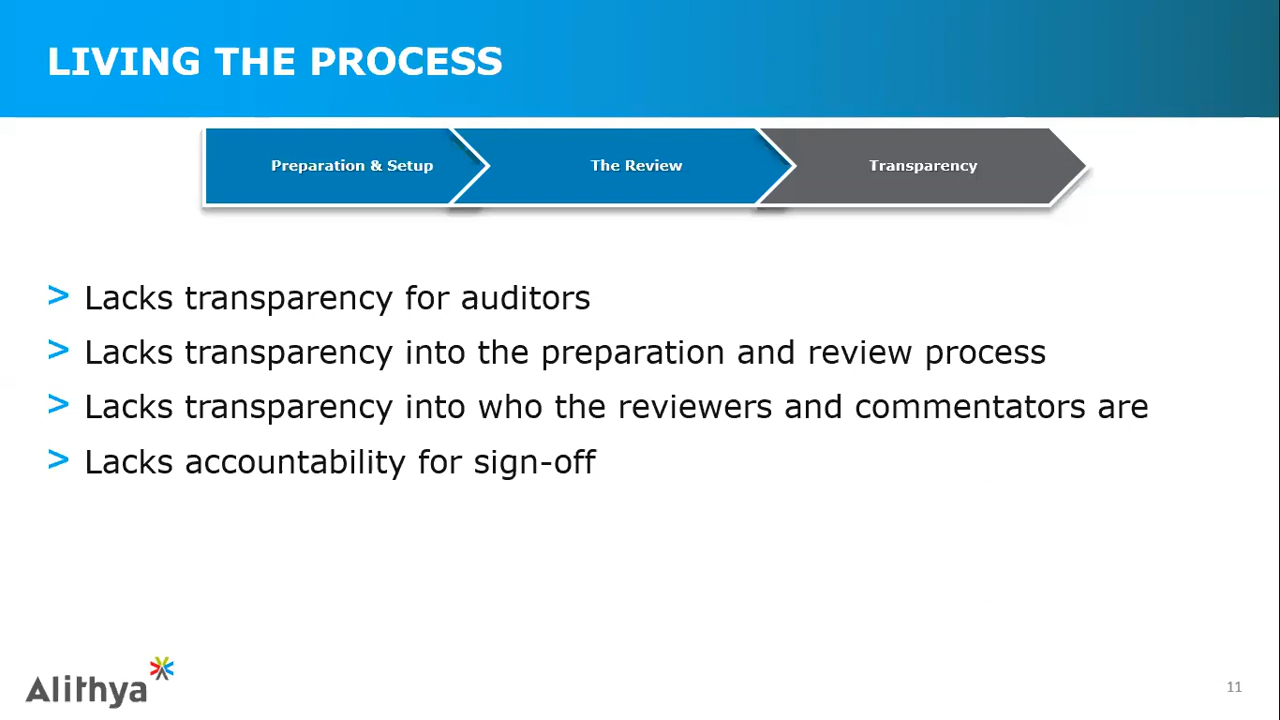 LIVING THE PROCESS
Preparation & Setup
The Review
Transparency
> Lacks transparency for auditors
> Lacks transparency into the preparation and review process
> Lacks transparency into who the reviewers and commentators are
> Lacks accountability for sign-off
Alithya
11